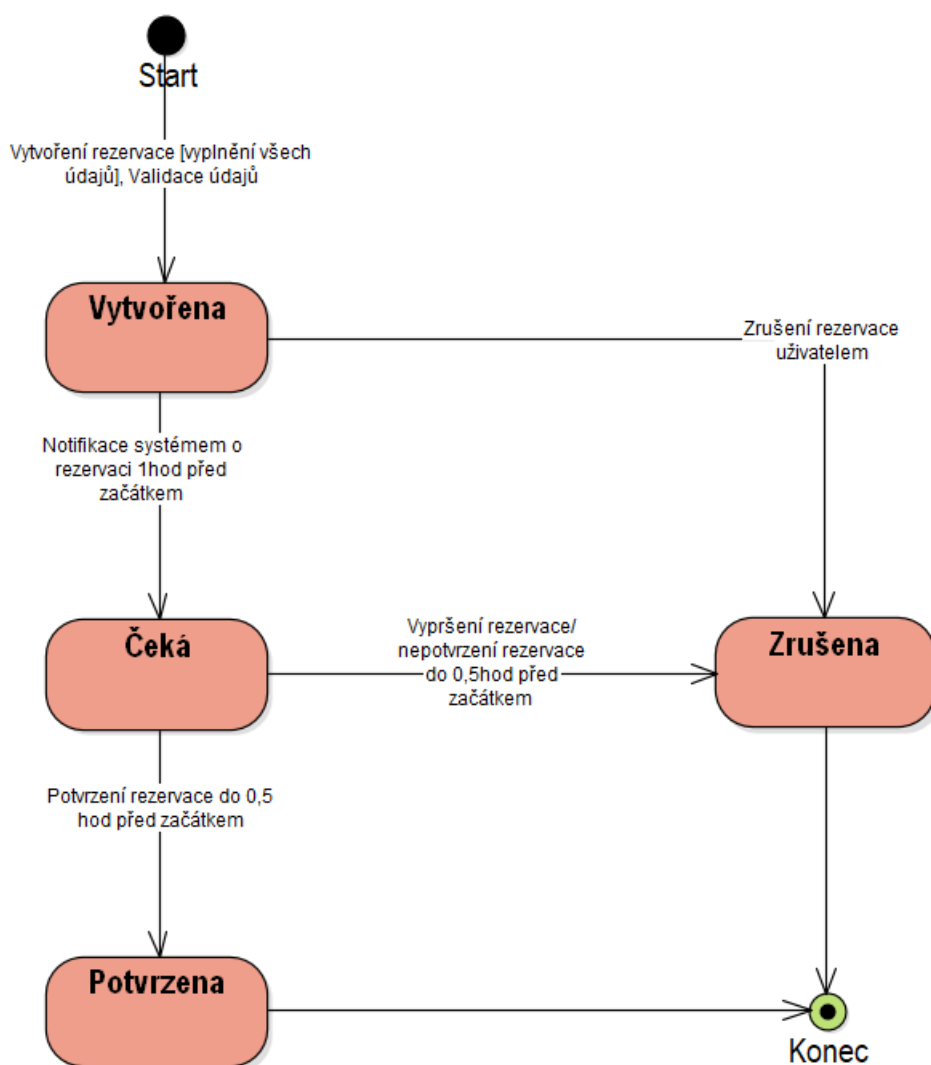 Start
Vytvoření rezervace [vyplnění všech
údajů], Validace údajů
Vytvořena
Zrušení rezervace
uživatelem
Notifikace systémem o
rezervaci 1hod před
začátkem
Čeká
Vypršení rezervace/
nepotvrzení rezervace
do 0,5hod před
začátkem
Zrušena
Potvrzení rezervace do 0,5
hod před začátkem
Potvrzena
Konec